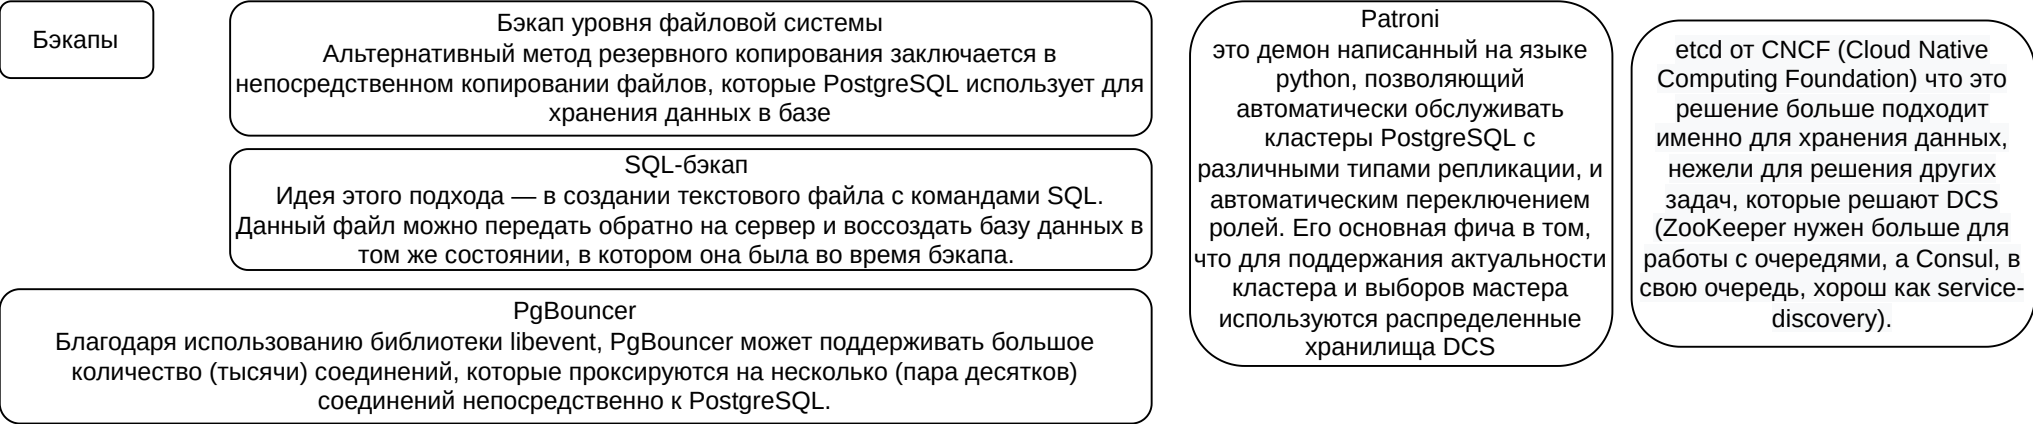 Бэкапы
Бэкап уровня файловой системы
Альтернативный метод резервного копирования заключается в
непосредственном копировании файлов, которые PostgreSQL использует для
хранения данных в базе
SQL-бэкап
Идея этого подхода — в создании текстового файла с командами SQL.
Данный файл можно передать обратно на сервер и воссоздать базу данных в
том же состоянии, в котором она была во время бэкапа.
PgBouncer
Благодаря использованию библиотеки libevent, PgBouncer может поддерживать большое
количество (тысячи) соединений, которые проксируются на несколько (пара десятков)
соединений непосредственно к PostgreSQL.
Patroni
это демон написанный на языке
python, позволяющий
автоматически обслуживать
кластеры PostgreSQL с
различными типами репликации, и
автоматическим переключением
ролей. Его основная фича в том,
что для поддержания актуальности
кластера и выборов мастера
используются распределенные
хранилища DCS
etcd от CNCF (Cloud Native
Computing Foundation) что это
решение больше подходит
именно для хранения данных,
нежели для решения других
задач, которые решают DCS
(ZooKeeper нужен больше для
работы с очередями, а Consul, в
свою очередь, хорош как service-
discovery).